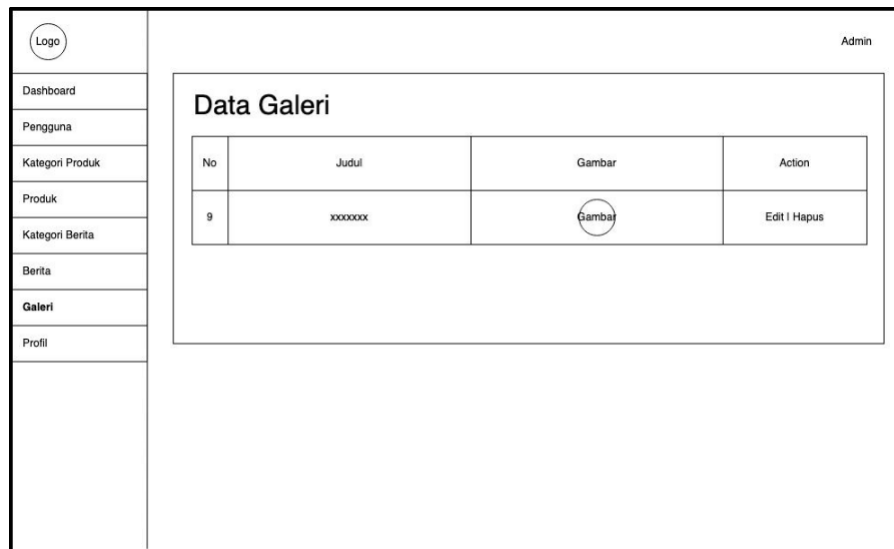 Logo
Admin
Dashboard
Pengguna
Kategori Produk
Produk
Kategori Berita
Berita
Galeri
Profil
Data Galeri
No Judul Gambar Action
9 xxxxxxx Gambar Edit | Hapus